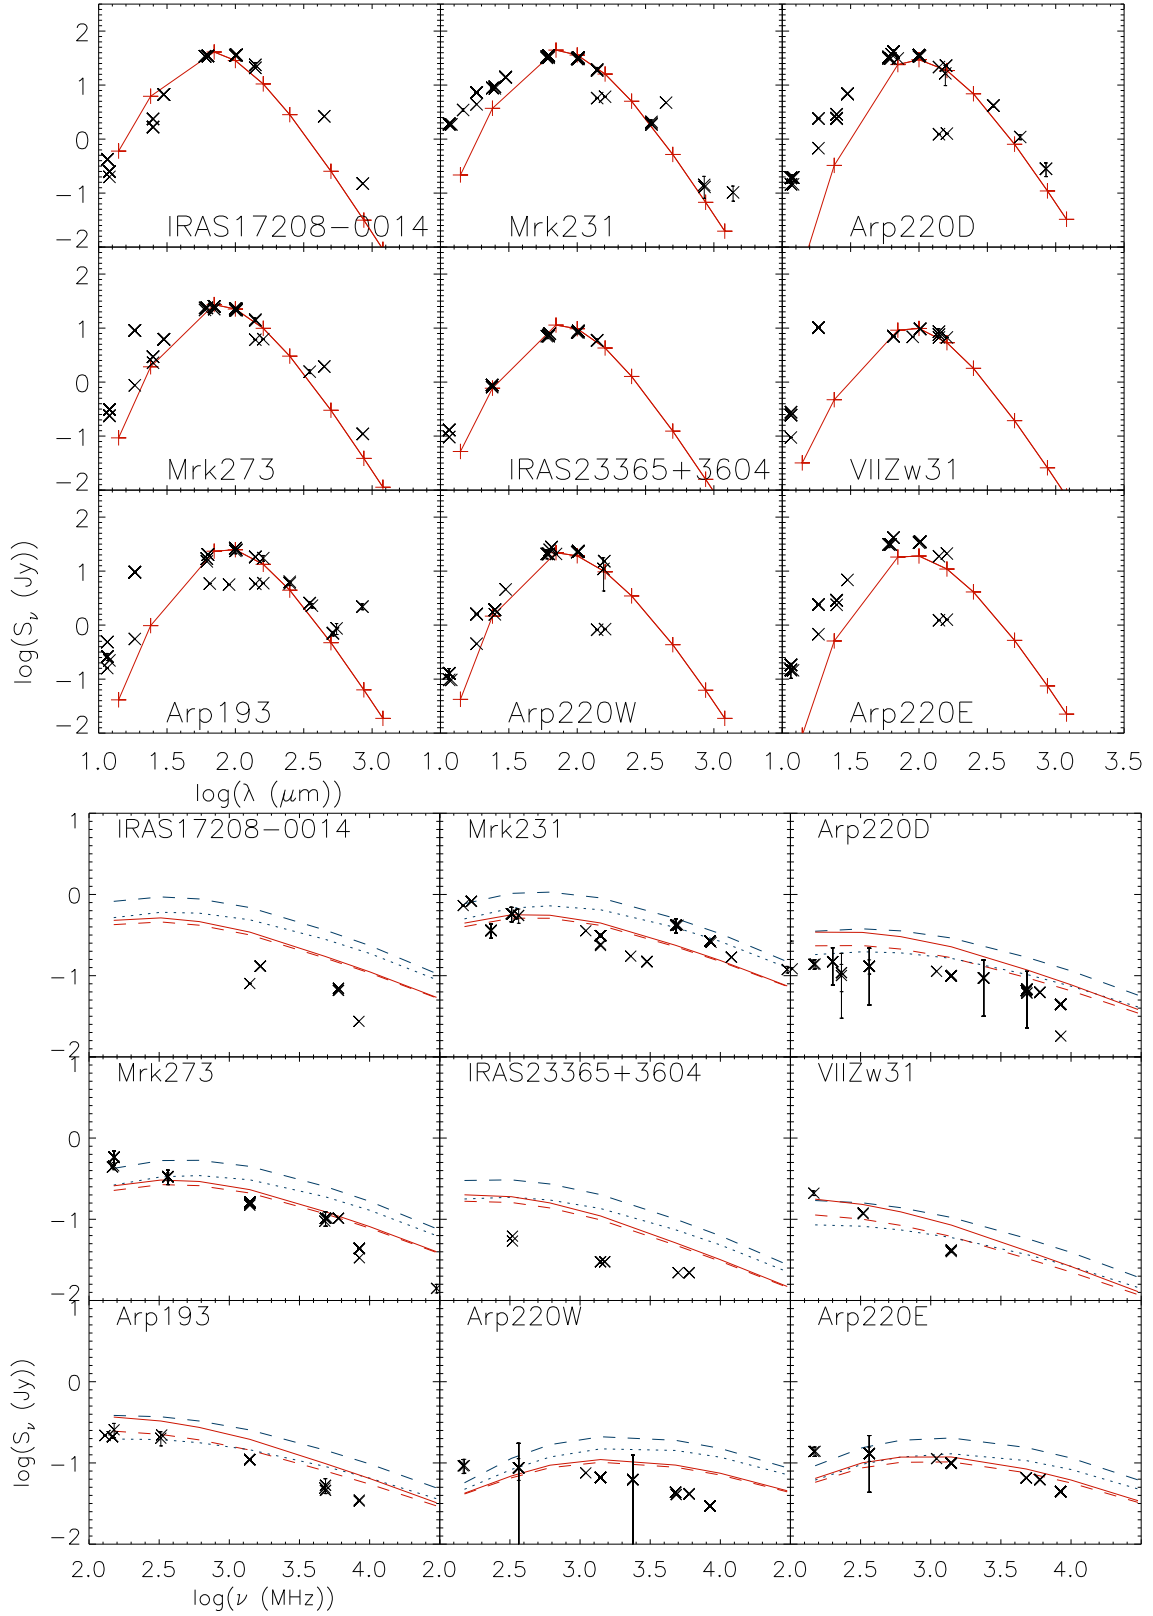 2
1
0
−1
−2
IRAS17208−0014
Mrk231
Arp220D
2
1
0
−1
−2
Mrk273
IRAS23365+3604
VIIZw31
2
1
0
−1
−2
log(Sν (Jy))
Arp193
Arp220W
Arp220E
1.0 1.5 2.0 2.5 3.0 1.0 1.5 2.0 2.5 3.0 1.0 1.5 2.0 2.5 3.0 3.5
log(λ (μm))
1
0
−1
−2
IRAS17208−0014
Mrk231
Arp220D
1
0
−1
−2
Mrk273
IRAS23365+3604
VIIZw31
1
0
−1
−2
log(Sν (Jy))
Arp193
Arp220W
Arp220E
2.0 2.5 3.0 3.5 4.0 2.0 2.5 3.0 3.5 4.0 2.0 2.5 3.0 3.5 4.0
log(ν (MHz))